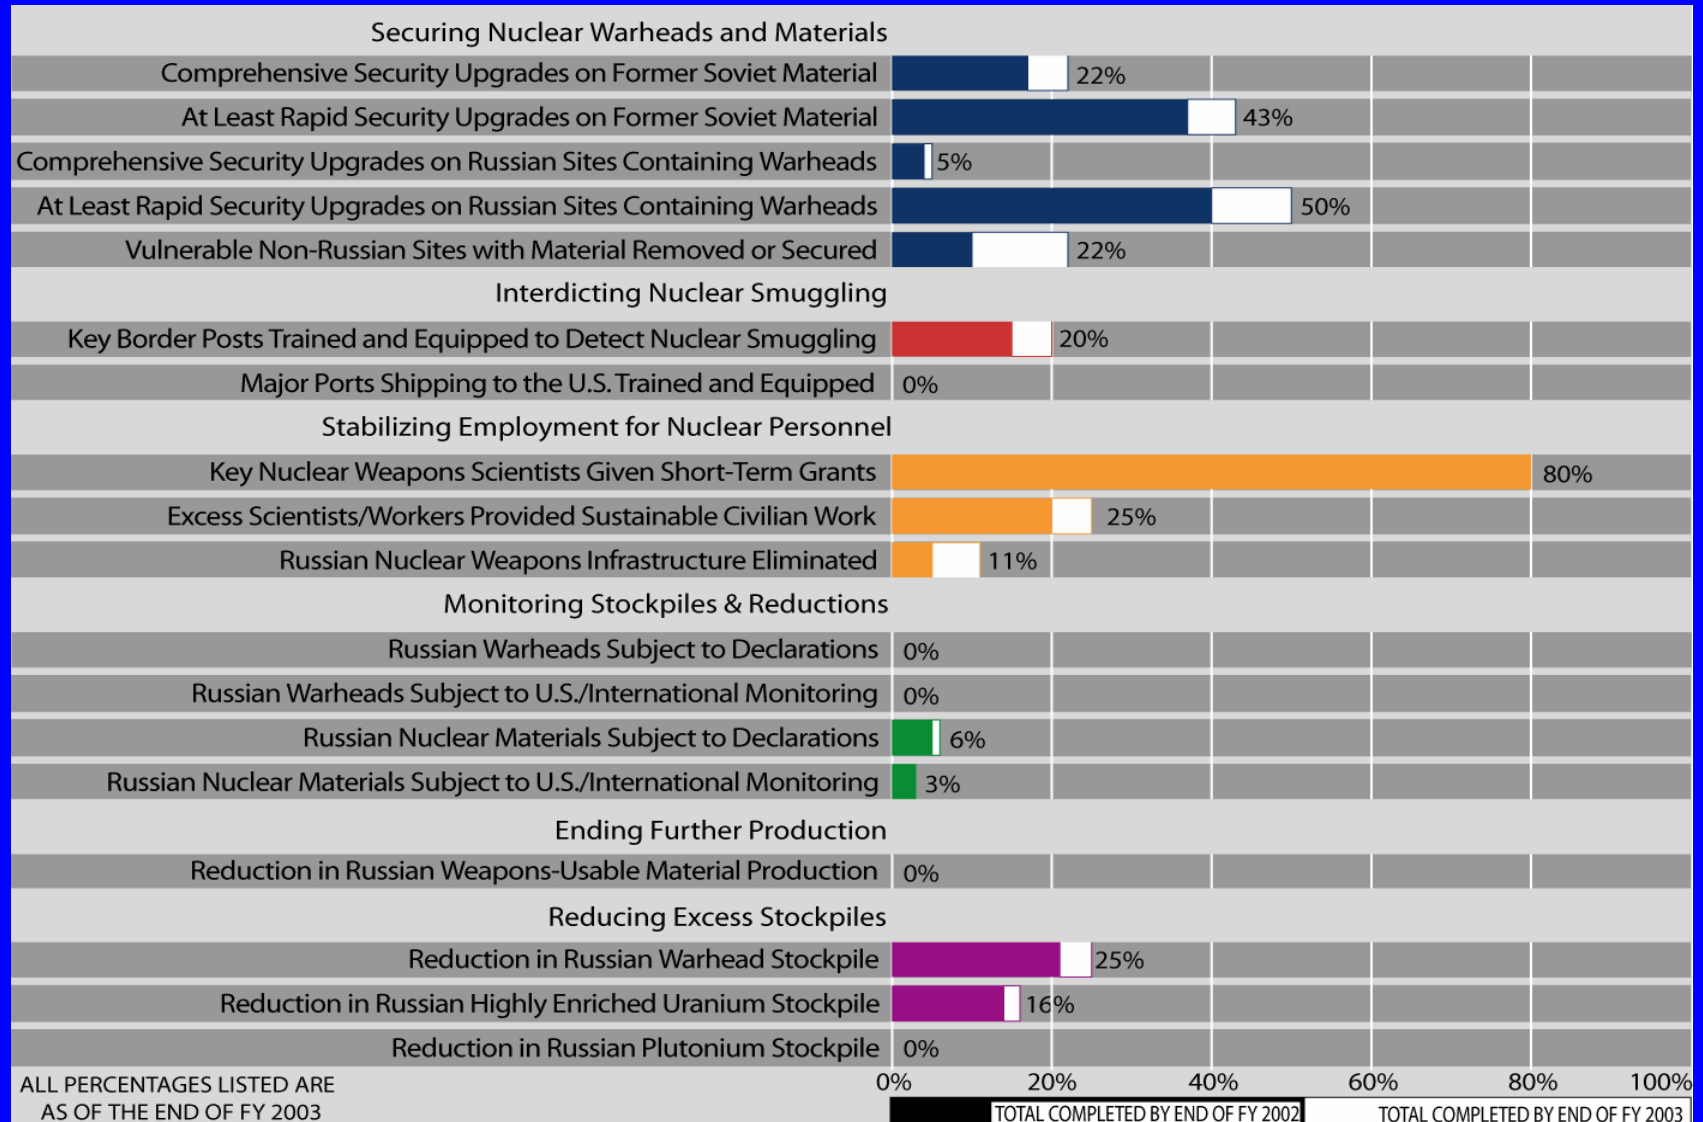 Securing Nuclear Warheads and Materials
Comprehensive Security Upgrades on Former Soviet Material 22%
At Least Rapid Security Upgrades on Former Soviet Material 43%
Comprehensive Security Upgrades on Russian Sites Containing Warheads 5%
At Least Rapid Security Upgrades on Russian Sites Containing Warheads 50%
Vulnerable Non-Russian Sites with Material Removed or Secured 22%
Interdicting Nuclear Smuggling
Key Border Posts Trained and Equipped to Detect Nuclear Smuggling 20%
Major Ports Shipping to the U.S. Trained and Equipped 0%
Stabilizing Employment for Nuclear Personnel
Key Nuclear Weapons Scientists Given Short-Term Grants 80%
Excess Scientists/Workers Provided Sustainable Civilian Work 25%
Russian Nuclear Weapons Infrastructure Eliminated 11%
Monitoring Stockpiles & Reductions
Russian Warheads Subject to Declarations 0%
Russian Warheads Subject to U.S./International Monitoring 0%
Russian Nuclear Materials Subject to Declarations 6%
Russian Nuclear Materials Subject to U.S./International Monitoring 3%
Ending Further Production
Reduction in Russian Weapons-Usable Material Production 0%
Reducing Excess Stockpiles
Reduction in Russian Warhead Stockpile 25%
Reduction in Russian Highly Enriched Uranium Stockpile 16%
Reduction in Russian Plutonium Stockpile 0%
0% 20% 40% 60% 80% 100%
ALL PERCENTAGES LISTED ARE
AS OF THE END OF FY 2003
TOTAL COMPLETED BY END OF FY 2002 TOTAL COMPLETED BY END OF FY 2003